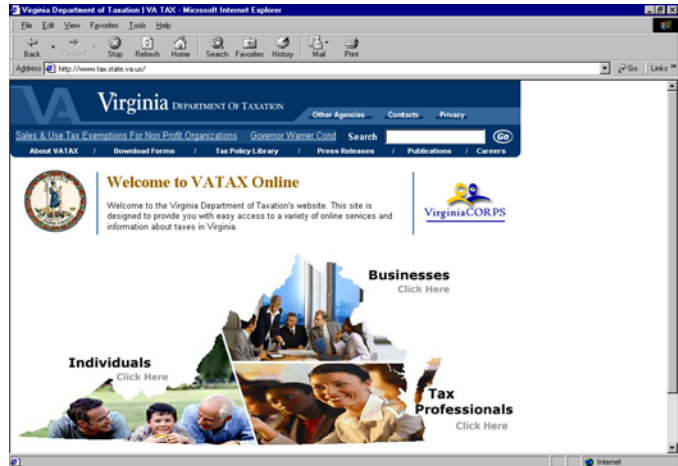 Virginia Department of Taxation | VA TAX - Microsoft Internet Explorer
File Edit View Favorites Tools Help
Back Forward Stop Refresh Home Search Favorites History Mail Print
Address http://www.tax.state.va.us/ Go Links »
VA Virginia DEPARTMENT OF TAXATION
Other Agencies Contacts Privacy
Sales & Use Tax Exemptions For Non Profit Organizations Governor Warner Cond Search Go
About VATAX / Download Forms / Tax Policy Library / Press Releases / Publications / Careers
Welcome to VATAX Online
Welcome to the Virginia Department of Taxation's website. This site is
designed to provide you with easy access to a variety of online services and
information about taxes in Virginia.
VirginiaCORPS
Businesses
Click Here
Individuals
Click Here
Tax
Professionals
Click Here
Internet